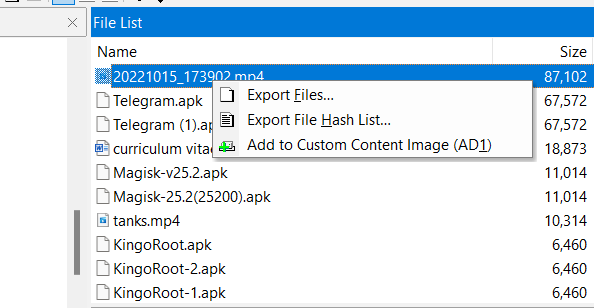 File List
Name Size
20221015_173902.mp4 87,102
Telegram.apk 67,572
Telegram (1).ap 67,572
curriculum vitae 18,873
Magisk-v25.2.apk 11,014
Magisk-25.2(25200).apk 11,014
tanks.mp4 10,314
KingoRoot.apk 6,460
KingoRoot-2.apk 6,460
KingoRoot-1.apk 6,460
Export Files...
Export File Hash List...
Add to Custom Content Image (AD1)